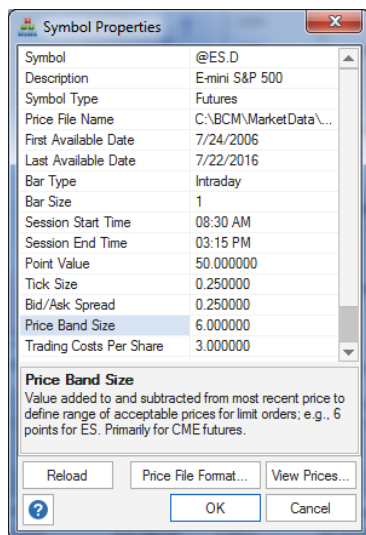 Symbol Properties
Symbol @ES.D
Description E-mini S&P 500
Symbol Type Futures
Price File Name C:\BCM\MarketData\...
First Available Date 7/24/2006
Last Available Date 7/22/2016
Bar Type Intraday
Bar Size 1
Session Start Time 08:30 AM
Session End Time 03:15 PM
Point Value 50.000000
Tick Size 0.250000
Bid/Ask Spread 0.250000
Price Band Size 6.000000
Trading Costs Per Share 3.000000
Price Band Size
Value added to and subtracted from most recent price to
define range of acceptable prices for limit orders; e.g., 6
points for ES. Primarily for CME futures.
Reload Price File Format... View Prices...
? OK Cancel